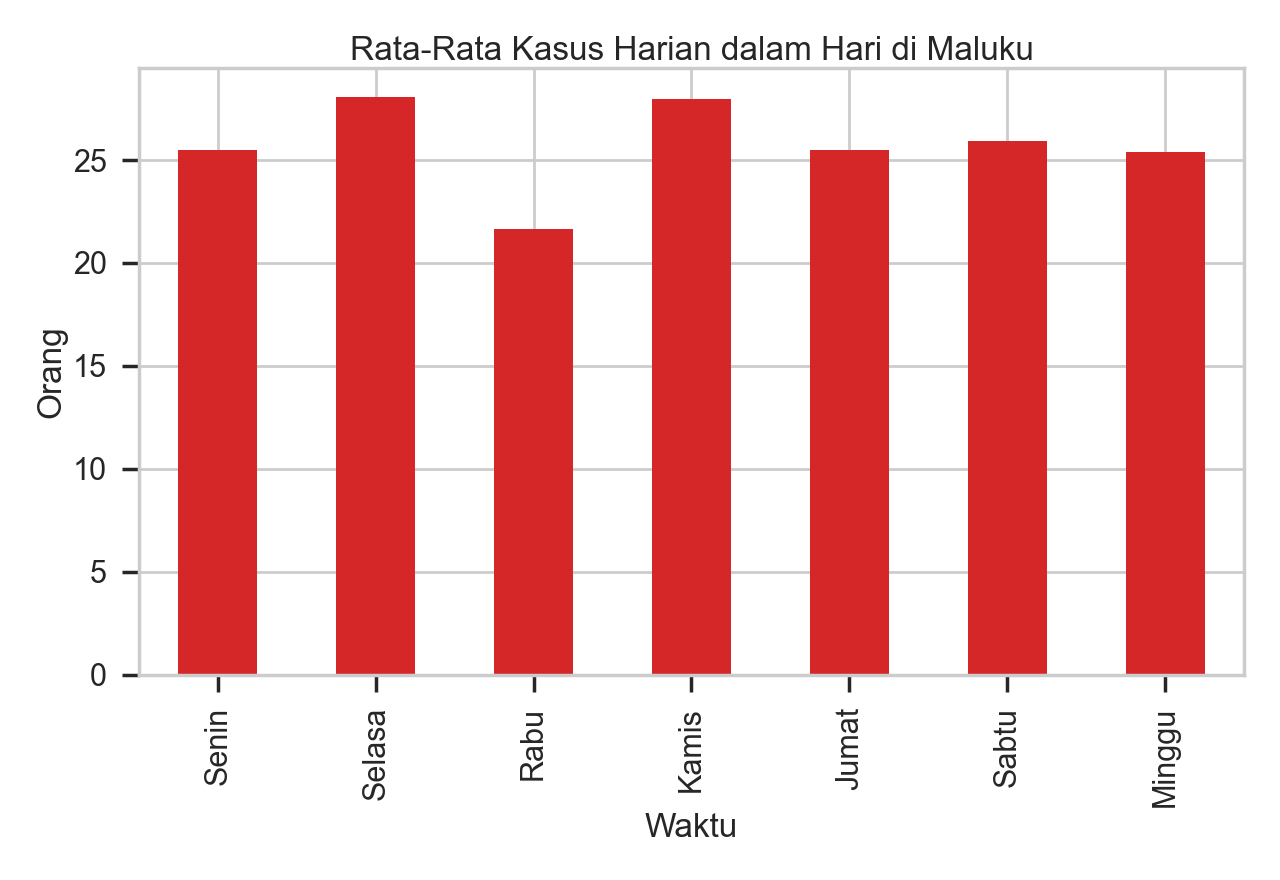 Rata-Rata Kasus Harian dalam Hari di Maluku
Orang
25
20
15
10
5
0
Senin
Selasa
Rabu
Kamis
Jumat
Sabtu
Minggu
Waktu